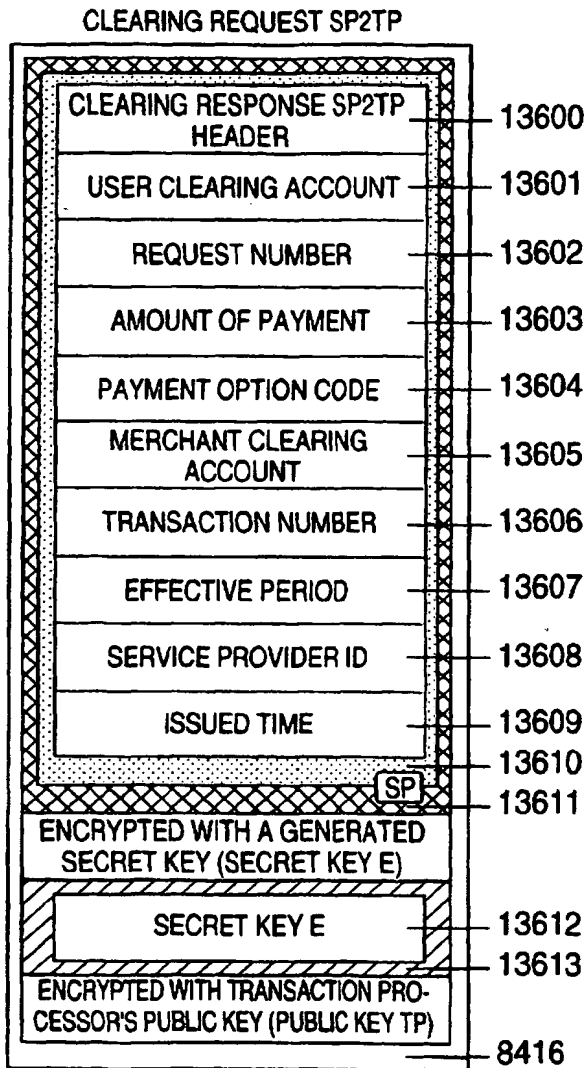 CLEARING REQUEST SP2TP
CLEARING RESPONSE SP2TP
HEADER
13600
USER CLEARING ACCOUNT
13601
REQUEST NUMBER
13602
AMOUNT OF PAYMENT
13603
PAYMENT OPTION CODE
13604
MERCHANT CLEARING
ACCOUNT
13605
TRANSACTION NUMBER
13606
EFFECTIVE PERIOD
13607
SERVICE PROVIDER ID
13608
ISSUED TIME
13609
13610
SP
13611
ENCRYPTED WITH A GENERATED
SECRET KEY (SECRET KEY E)
SECRET KEY E
13612
13613
ENCRYPTED WITH TRANSACTION PRO-
CESSOR'S PUBLIC KEY (PUBLIC KEY TP)
8416